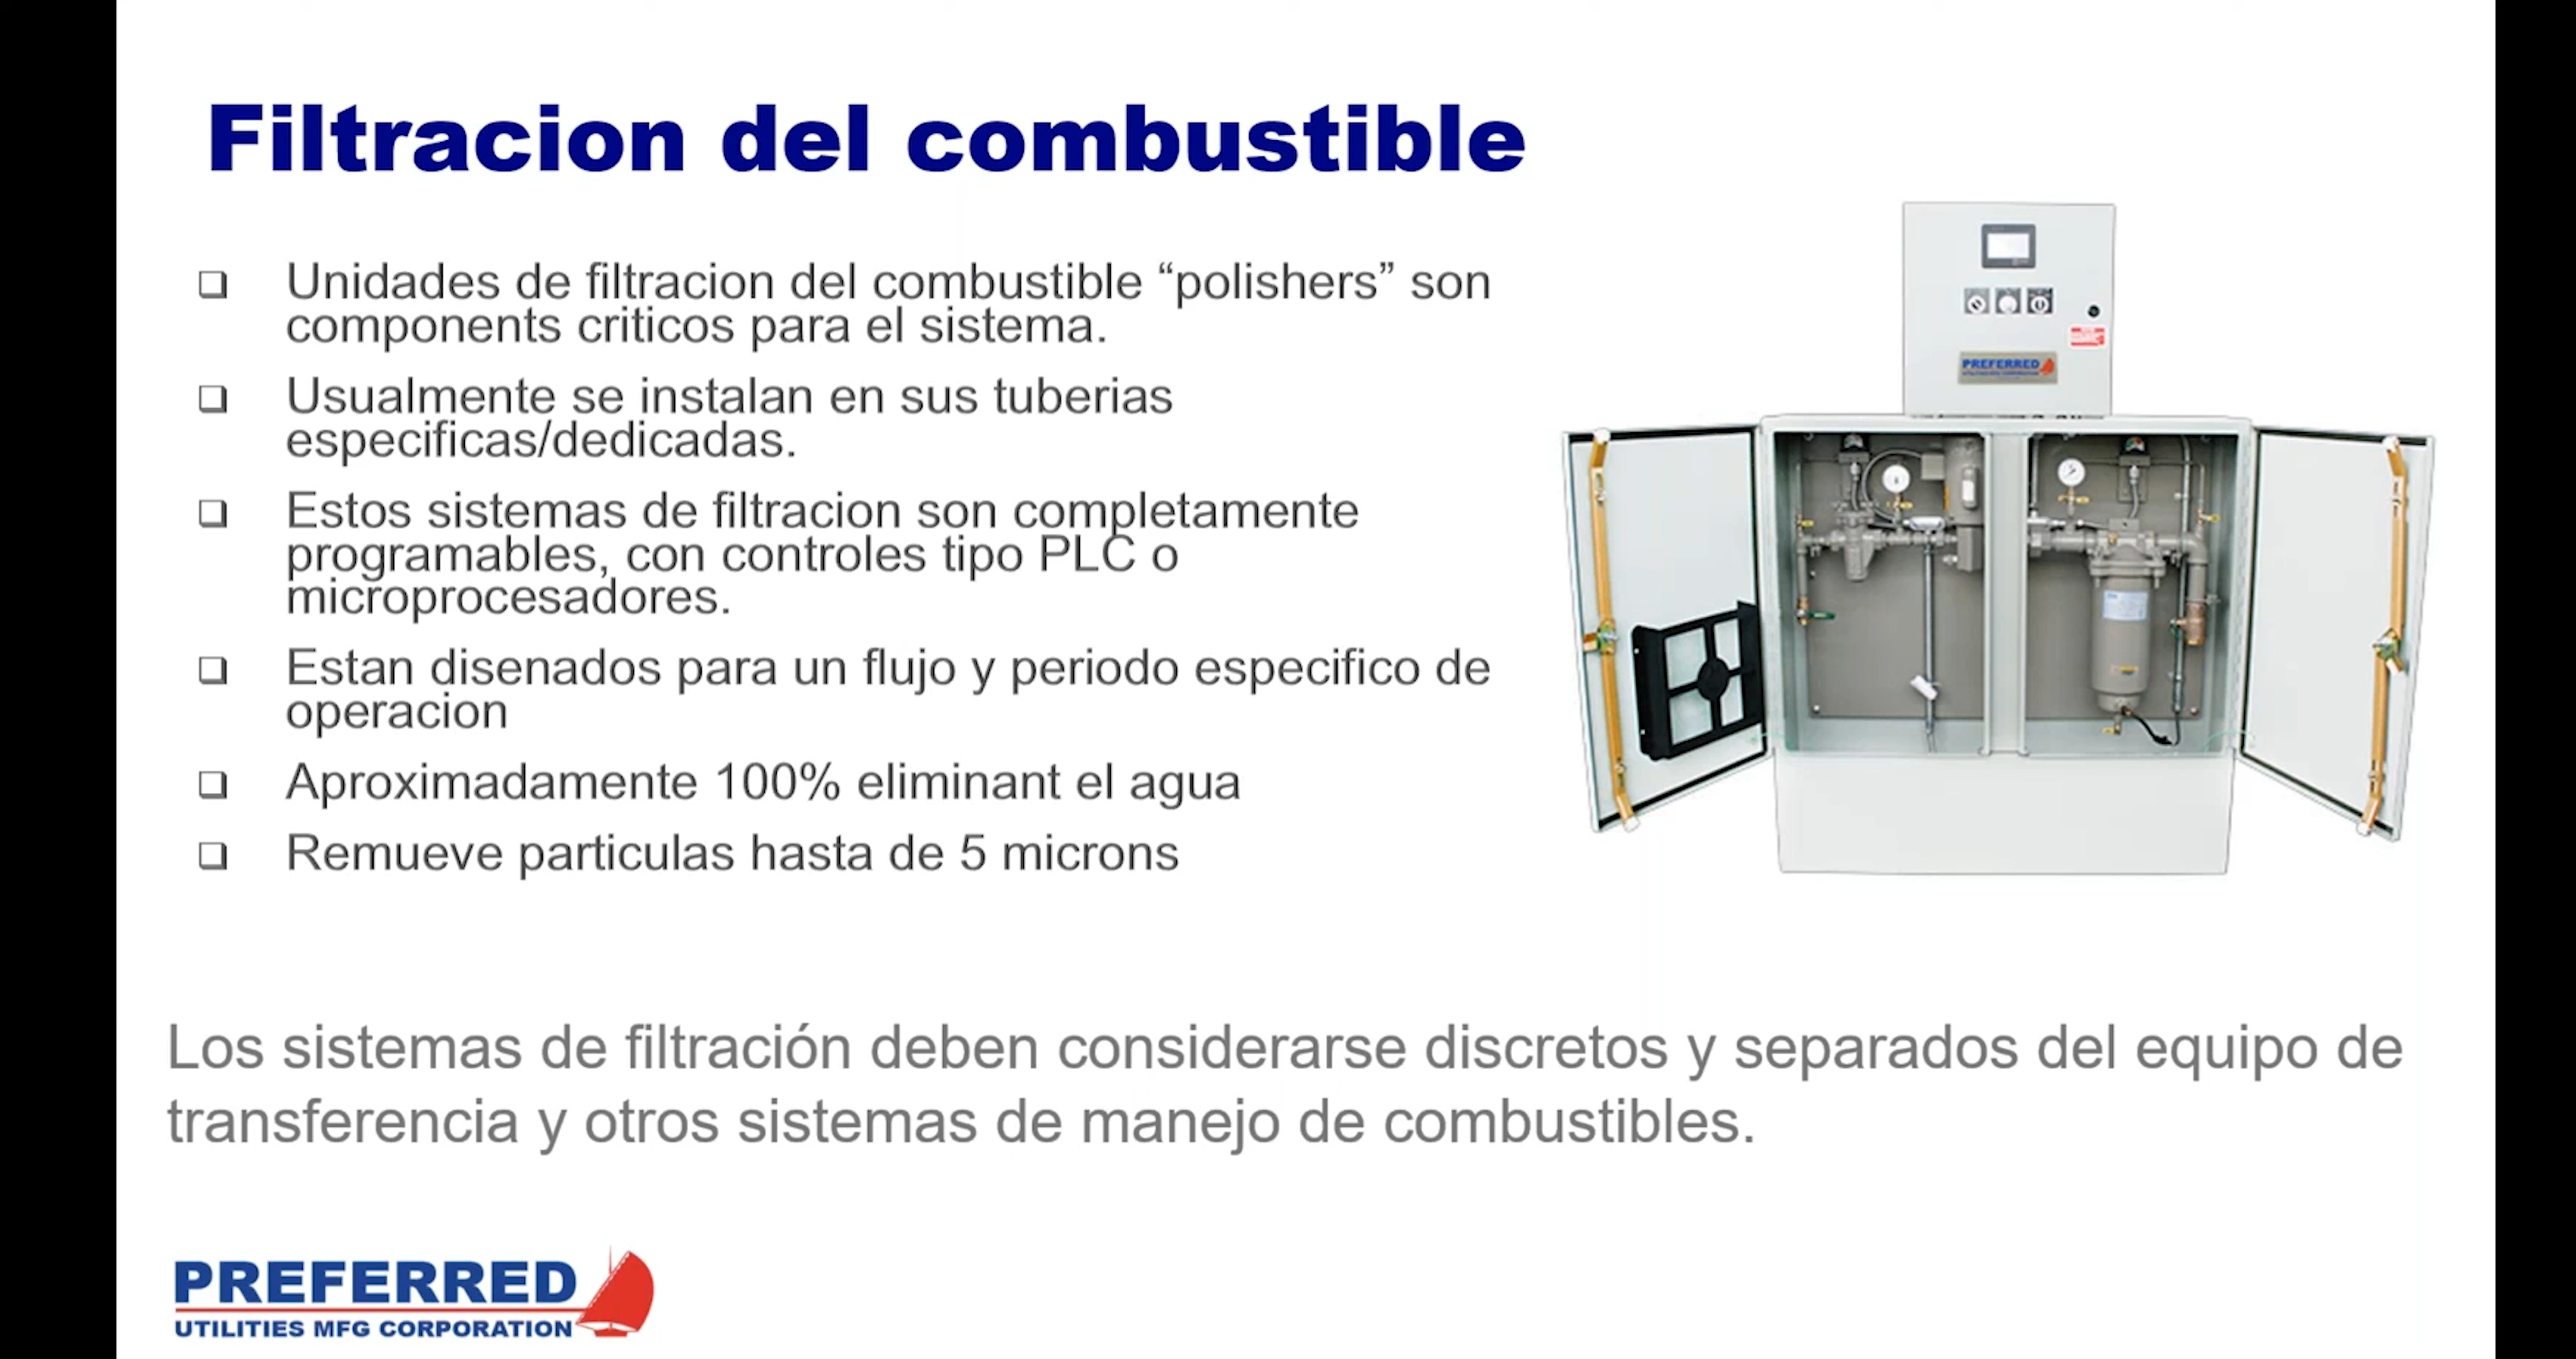 Filtracion del combustible
❑ Unidades de filtracion del combustible “polishers” son
components criticos para el sistema.
❑ Usualmente se instalan en sus tuberias
especificas/dedicadas.
❑ Estos sistemas de filtracion son completamente
programables, con controles tipo PLC o
microprocesadores.
❑ Estan disenados para un flujo y periodo especifico de
operacion
❑ Aproximadamente 100% eliminant el agua
❑ Remueve particulas hasta de 5 microns
PREFERRED
Los sistemas de filtración deben considerarse discretos y separados del equipo de
transferencia y otros sistemas de manejo de combustibles.
PREFERRED
UTILITIES MFG CORPORATION